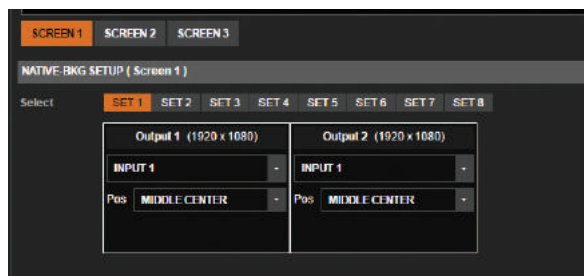 SCREEN 1 SCREEN 2 SCREEN 3
NATIVE-BKG SETUP ( Screen 1 )
Select SET 1 SET 2 SET 3 SET 4 SET 5 SET 6 SET 7 SET 8
Output 1 (1920 x 1080) Output 2 (1920 x 1080)
INPUT 1 INPUT 1
Pos MIDDLE CENTER Pos MIDDLE CENTER